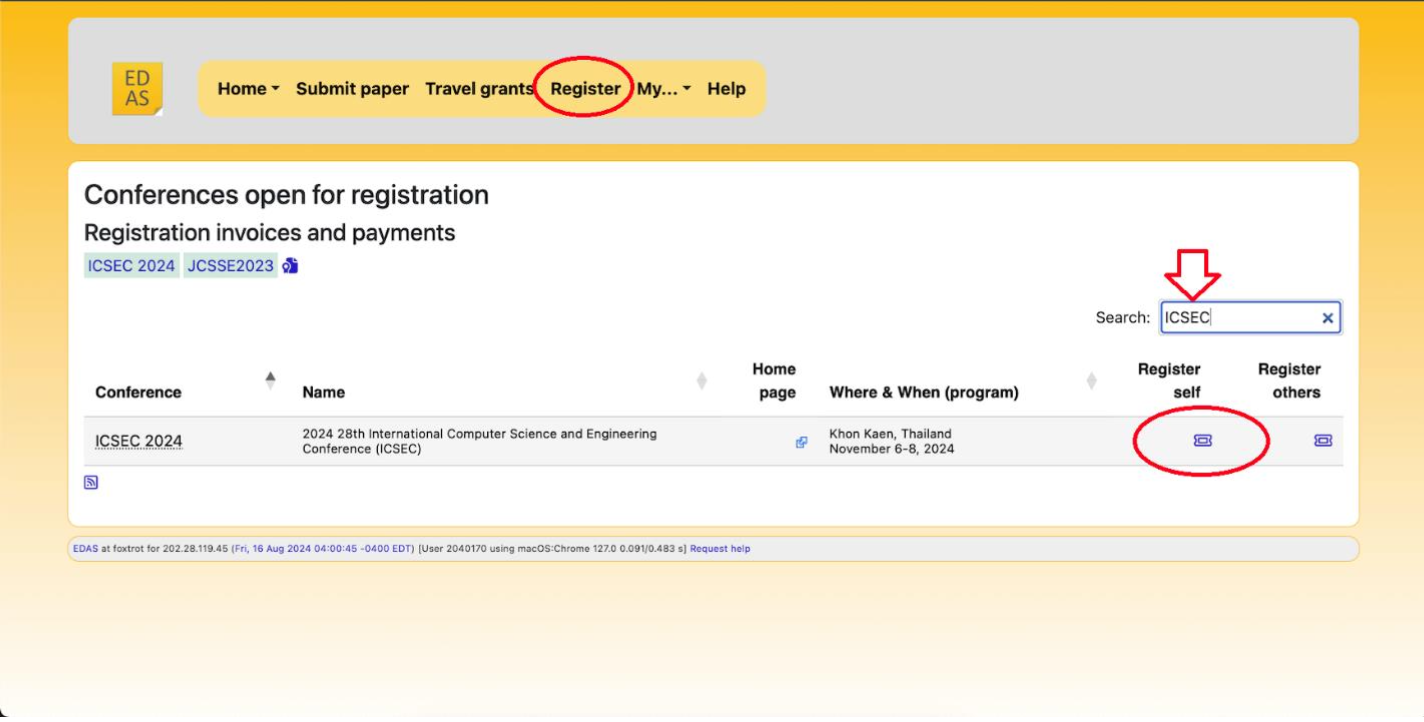 ED
AS
Home Submit paper Travel grants Register My... Help
Conferences open for registration
Registration invoices and payments
ICSEC 2024 JCSSE2023
Search: ICSEC
Conference Name Home page Where & When (program) Register self Register others
ICSEC 2024 2024 28th International Computer Science and Engineering Khon Kaen, Thailand
Conference (ICSEC) November 6-8, 2024
EDAS at foxtrot for 202.28.119.45 (Fri, 16 Aug 2024 04:00:45 -0400 EDT) [User 2040170 using macOS:Chrome 127.0 0.091/0.483 s] Request help